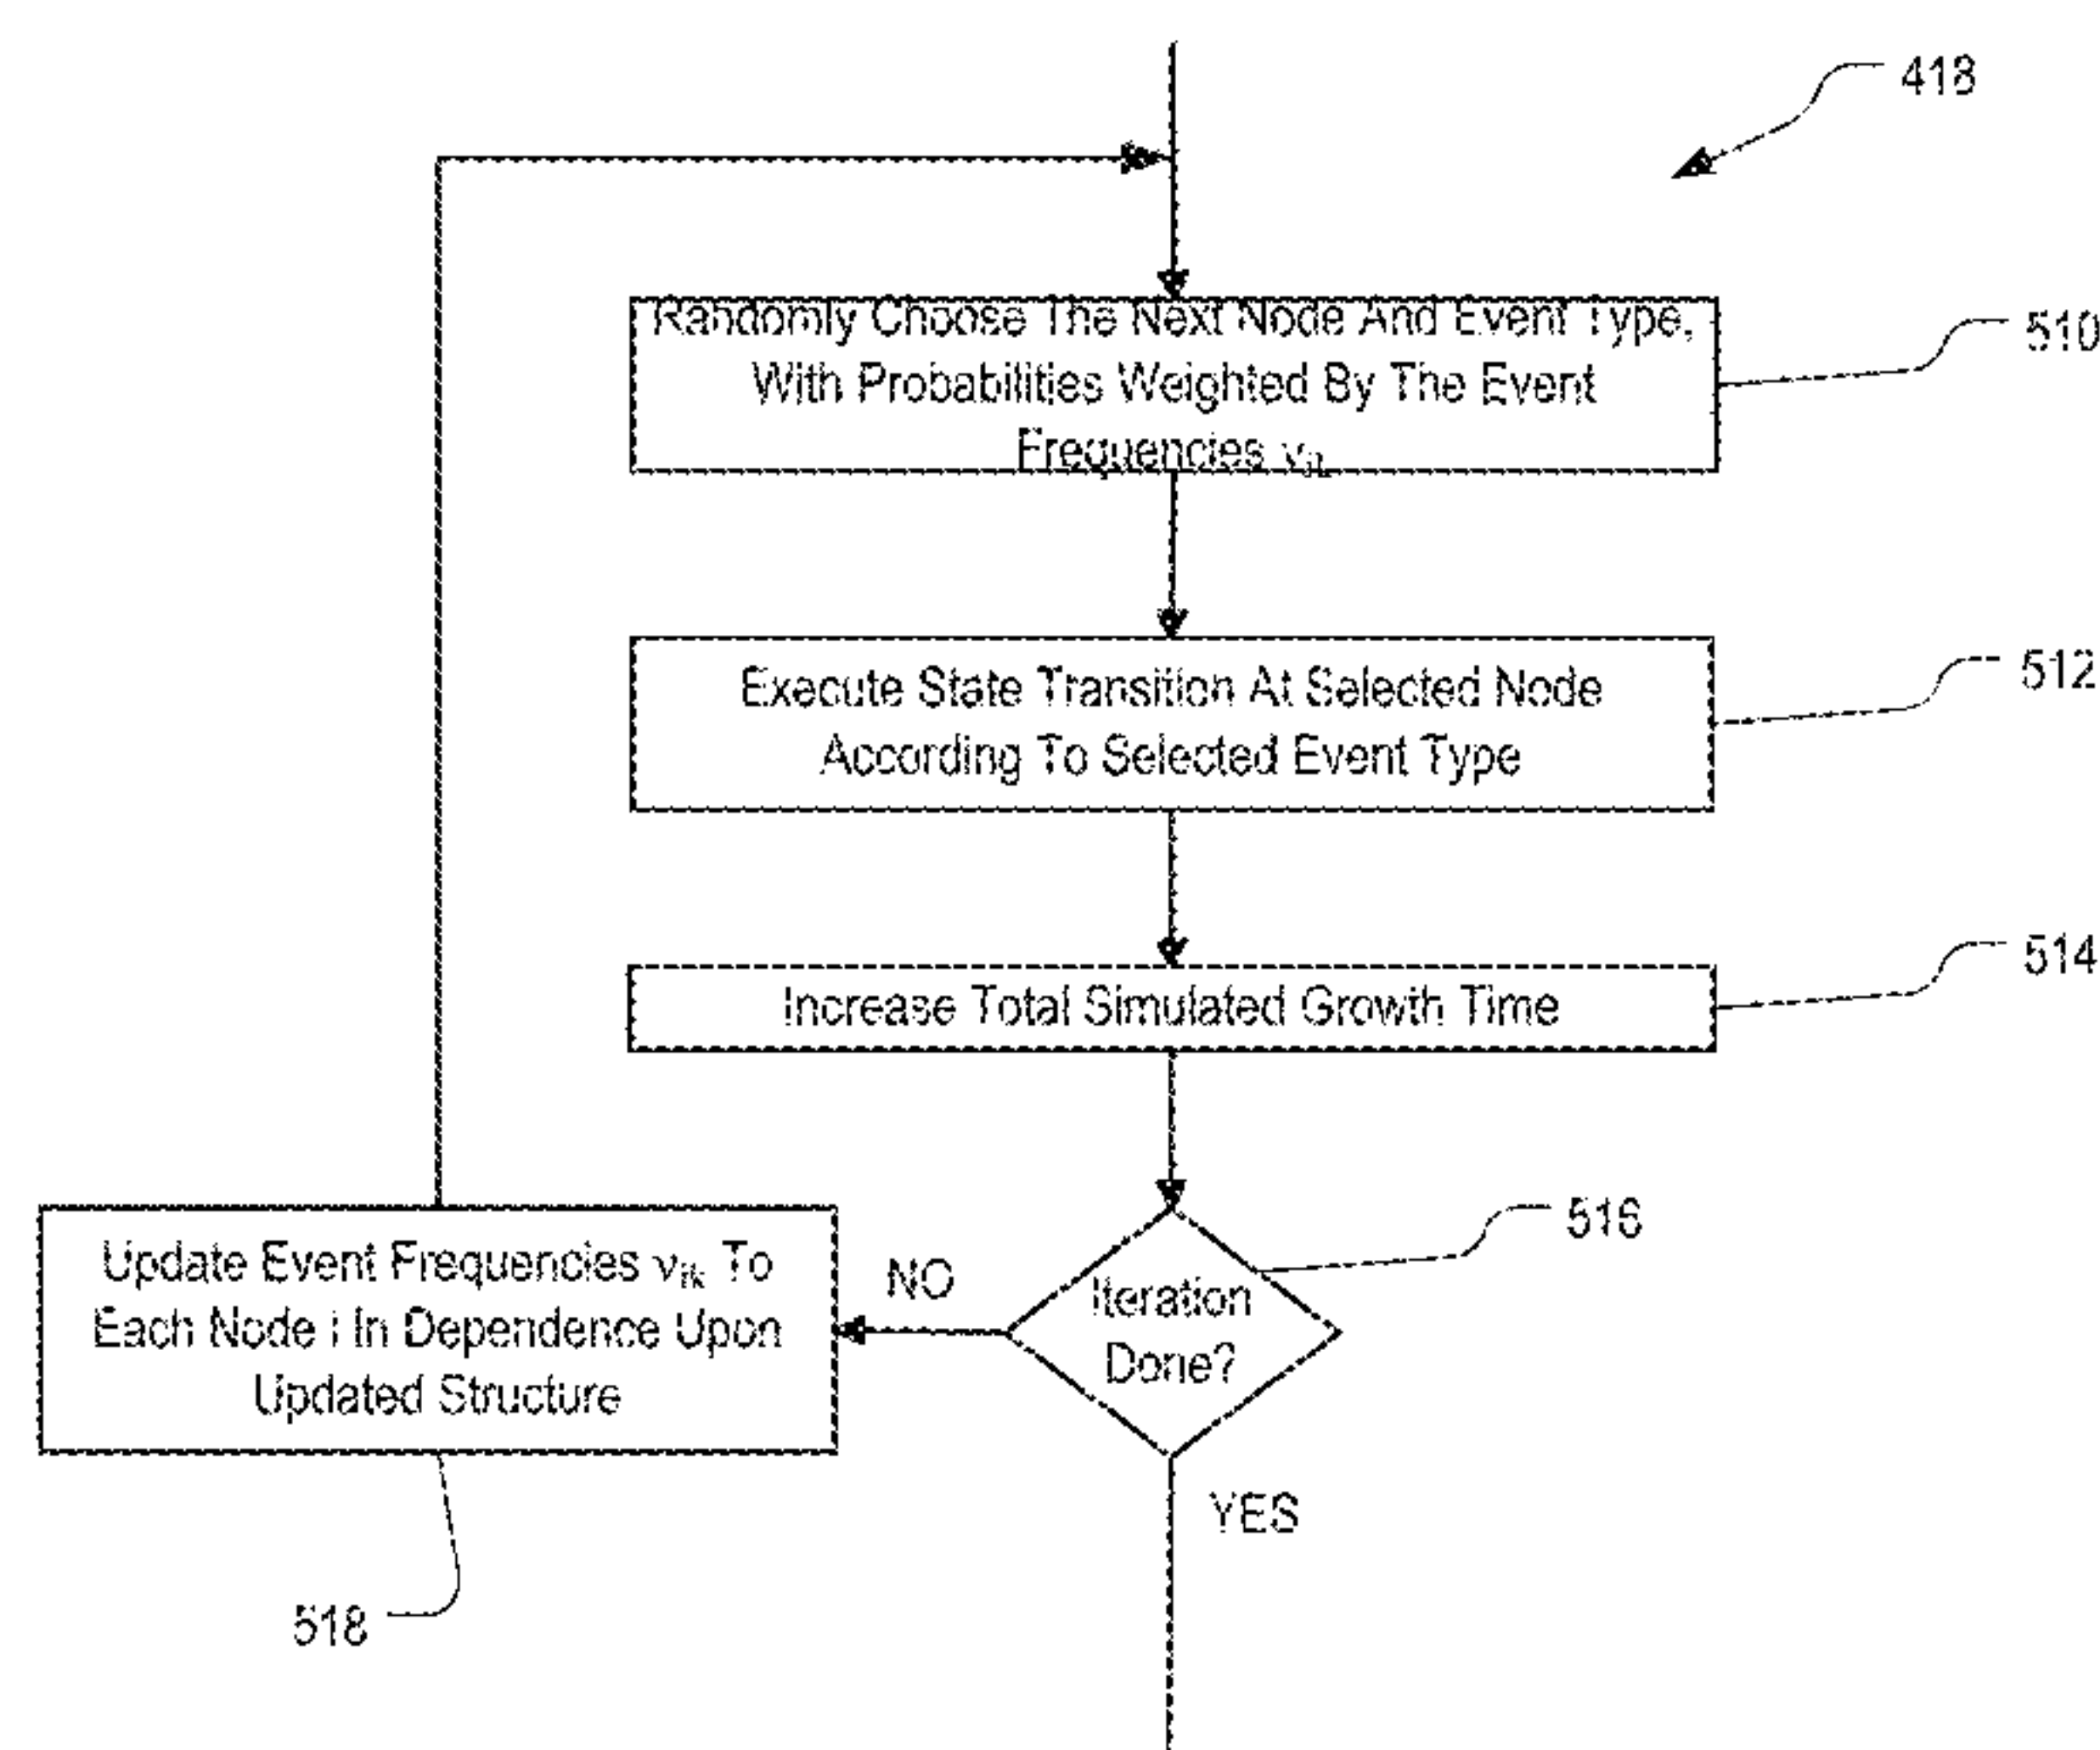 418
Randomly Choose The Next Node And Event Type,
With Probabilities Weighted By The Event
Frequencies
510
Execute State Transition At Selected Node
According To Selected Event Type
512
Increase Total Simulated Growth Time
514
Iteration
Done?
516
NO
Update Event Frequencies νik To
Each Node i In Dependence Upon
Updated Structure
518
YES